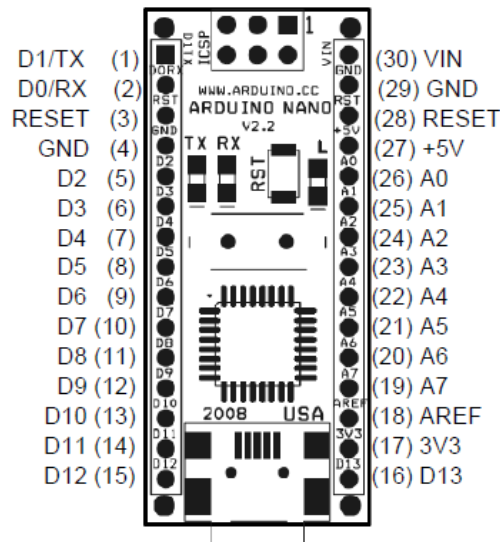 D1/TX (1)
D0/RX (2)
RESET (3)
GND (4)
D2 (5)
D3 (6)
D4 (7)
D5 (8)
D6 (9)
D7 (10)
D8 (11)
D9 (12)
D10 (13)
D11 (14)
D12 (15)
D1TX
D0RX
RST
GND
D2
D3
D4
D5
D6
D7
D8
D9
D10
D11
D12
ICSP
1
WWW.ARDUINO.CC
ARDUINO NANO
V2.2
TX RX
RST
L
2008 USA
VIN
GND
RST
+5V
A0
A1
A2
A3
A4
A5
A6
A7
AREF
3V3
D13
(30) VIN
(29) GND
(28) RESET
(27) +5V
(26) A0
(25) A1
(24) A2
(23) A3
(22) A4
(21) A5
(20) A6
(19) A7
(18) AREF
(17) 3V3
(16) D13